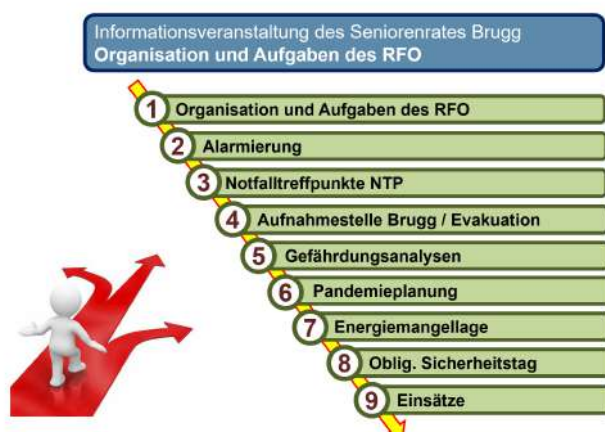 Informationsveranstaltung des Seniorenrates Brugg
Organisation und Aufgaben des RFO
1 Organisation und Aufgaben des RFO
2 Alarmierung
3 Notfalltreffpunkte NTP
4 Aufnahmestelle Brugg / Evakuation
5 Gefährdungsanalysen
6 Pandemieplanung
7 Energiemangellage
8 Oblig. Sicherheitstag
9 Einsätze